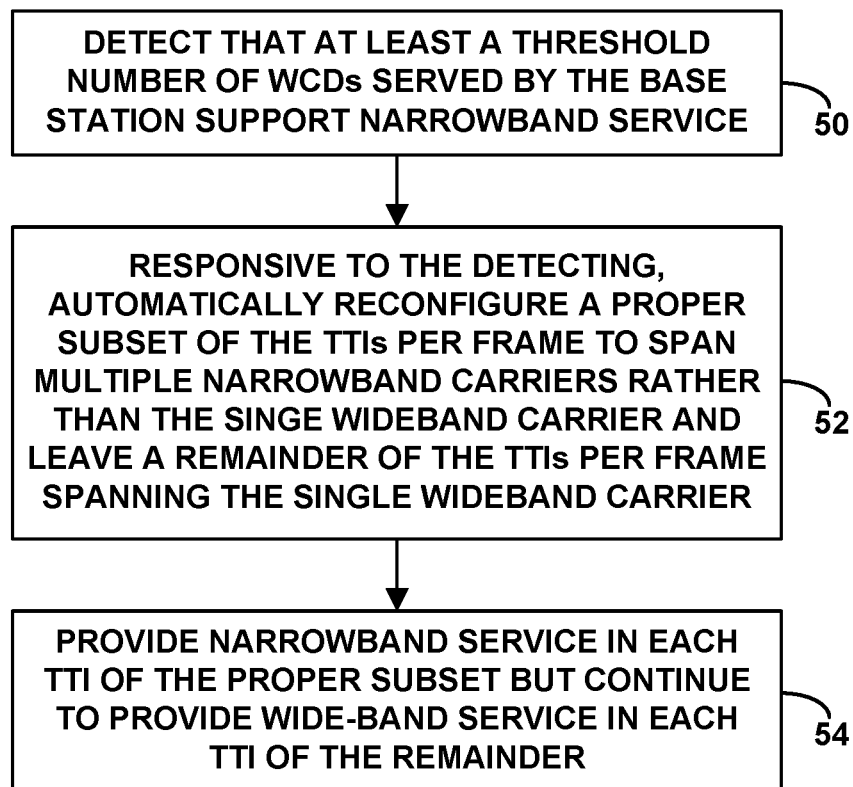 DETECT THAT AT LEAST A THRESHOLD
NUMBER OF WCDs SERVED BY THE BASE
STATION SUPPORT NARROWBAND SERVICE
50
RESPONSIVE TO THE DETECTING,
AUTOMATICALLY RECONFIGURE A PROPER
SUBSET OF THE TTIs PER FRAME TO SPAN
MULTIPLE NARROWBAND CARRIERS RATHER
THAN THE SINGE WIDEBAND CARRIER AND
LEAVE A REMAINDER OF THE TTIs PER FRAME
SPANNING THE SINGLE WIDEBAND CARRIER
52
PROVIDE NARROWBAND SERVICE IN EACH
TTI OF THE PROPER SUBSET BUT CONTINUE
TO PROVIDE WIDE-BAND SERVICE IN EACH
TTI OF THE REMAINDER
54